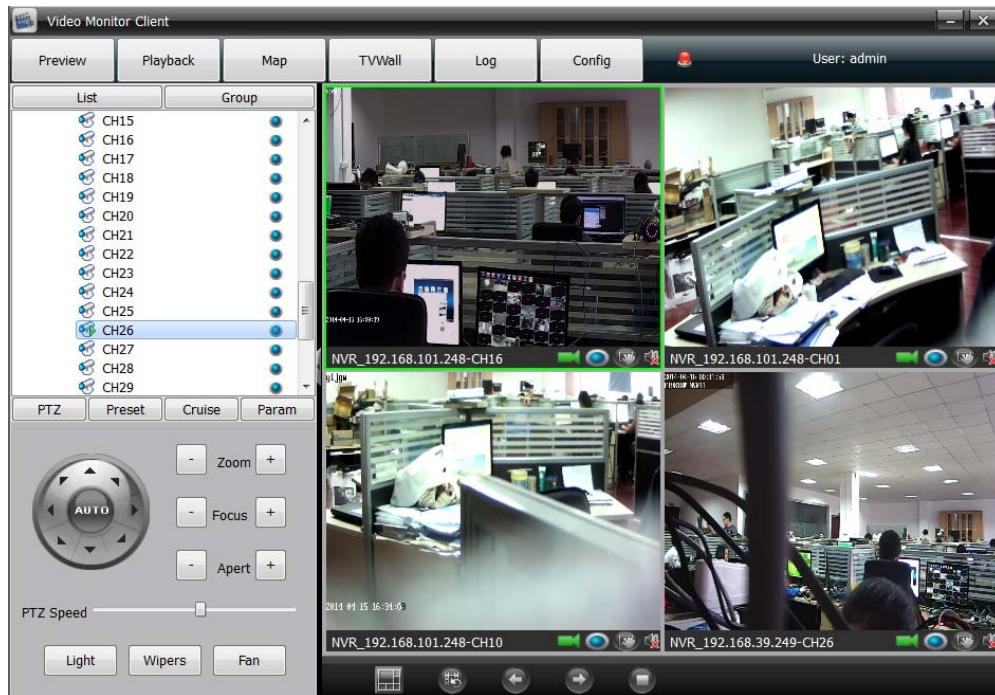 Video Monitor Client
Preview
Playback
Map
TVWall
Log
Config
User: admin
List
Group
CH15
CH16
CH17
CH18
CH19
CH20
CH21
CH22
CH23
CH24
CH25
CH26
CH27
CH28
CH29
PTZ
Preset
Cruise
Param
- Zoom +
AUTO
- Focus +
- Apert +
PTZ Speed
Light
Wipers
Fan
NVR_192.168.101.248-CH16
NVR_192.168.101.248-CH01
NVR_192.168.101.248-CH10
NVR_192.168.39.249-CH26